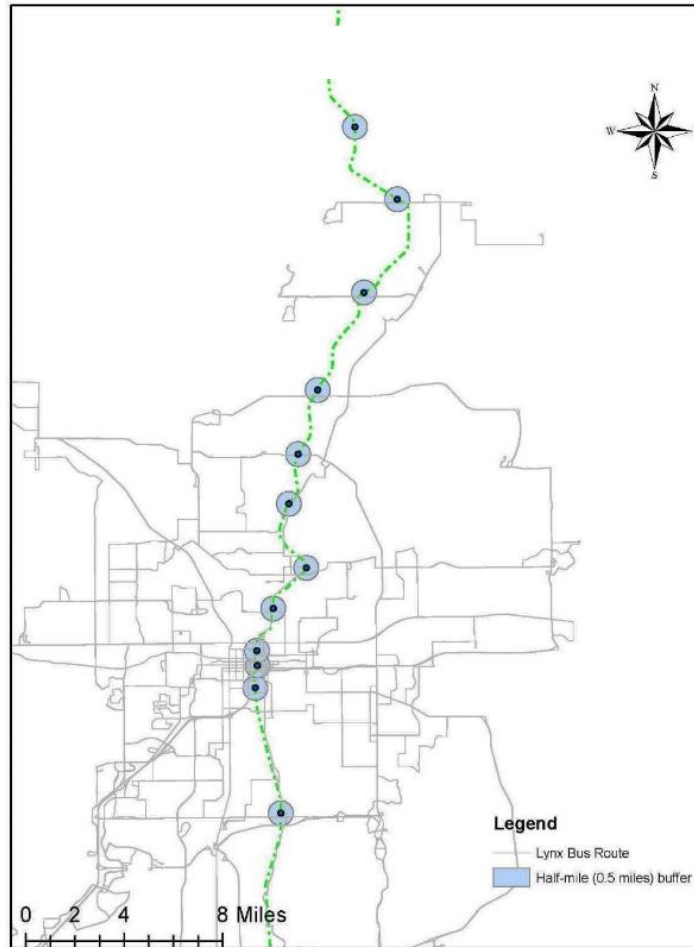 N
W
S
Legend
Lynx Bus Route
Half-mile (0.5 miles) buffer
0 2 4 8 Miles